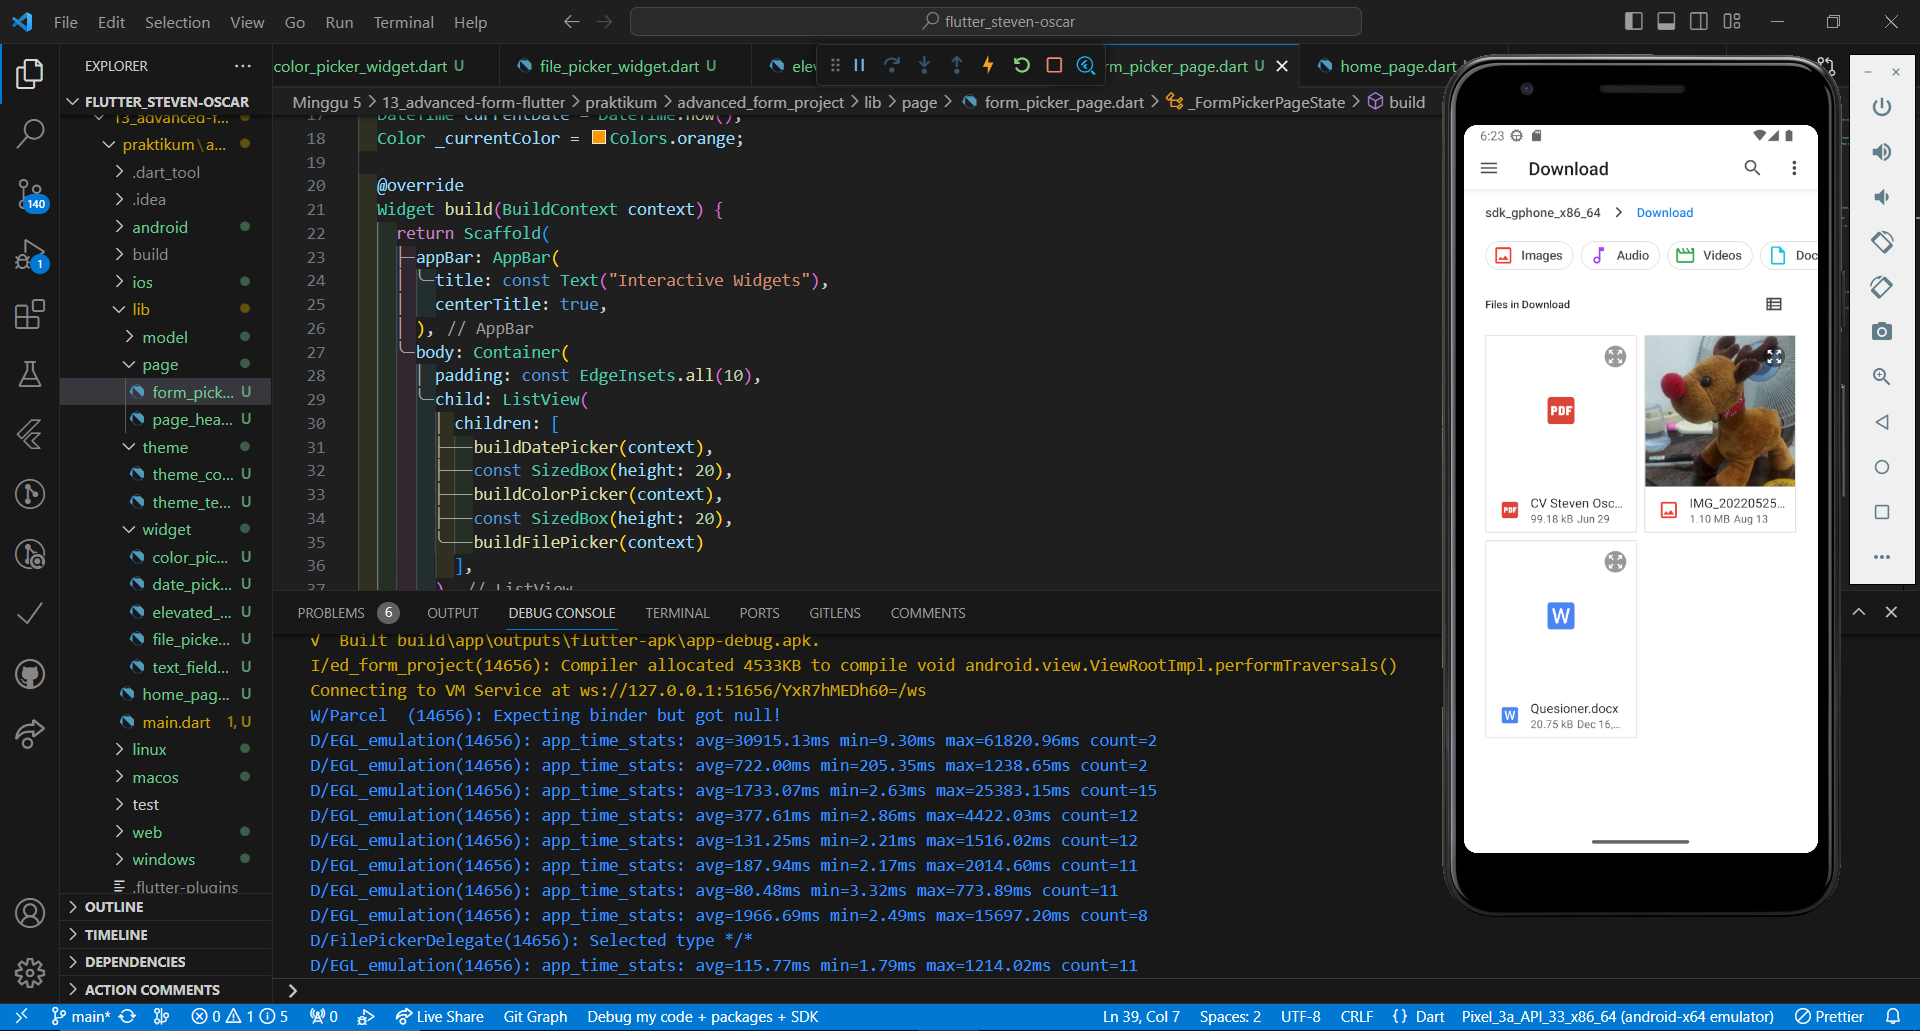 File Edit Selection View Go Run Terminal Help
flutter_steven-oscar
EXPLORER
FLUTTER_STEVEN-OSCAR
13_advanced-f...
praktikum\a...
.dart_tool
.idea
android
build
ios
lib
model
page
form_pick... U
page_hea... U
theme
theme_co... U
theme_te... U
widget
color_pic... U
date_pick... U
elevated_... U
file_picke... U
text_field... U
home_pag... U
main.dart 1, U
linux
macos
test
web
windows
.flutter-plugins
OUTLINE
TIMELINE
DEPENDENCIES
ACTION COMMENTS
140
1
color_picker_widget.dart U
file_picker_widget.dart U
elev
rm_picker_page.dart U
home_page.dart
Minggu 5 > 13_advanced-form-flutter > praktikum > advanced_form_project > lib > page > form_picker_page.dart > _FormPickerPageState > build
17 DateTime currentDate = DateTime.now();
18 Color _currentColor = Colors.orange;
19
20 @override
21 Widget build(BuildContext context) {
22 return Scaffold(
23 appBar: AppBar(
24 title: const Text("Interactive Widgets"),
25 centerTitle: true,
26 ), // AppBar
27 body: Container(
28 padding: const EdgeInsets.all(10),
29 child: ListView(
30 children: [
31 buildDatePicker(context),
32 const SizedBox(height: 20),
33 buildColorPicker(context),
34 const SizedBox(height: 20),
35 buildFilePicker(context)
36 ],
37 ), // ListView
PROBLEMS 6 OUTPUT DEBUG CONSOLE TERMINAL PORTS GITLENS COMMENTS
√ Built build\app\outputs\flutter-apk\app-debug.apk.
I/ed_form_project(14656): Compiler allocated 4533KB to compile void android.view.ViewRootImpl.performTraversals()
Connecting to VM Service at ws://127.0.0.1:51656/YxR7hMEDh60=/ws
W/Parcel (14656): Expecting binder but got null!
D/EGL_emulation(14656): app_time_stats: avg=30915.13ms min=9.30ms max=61820.96ms count=2
D/EGL_emulation(14656): app_time_stats: avg=722.00ms min=205.35ms max=1238.65ms count=2
D/EGL_emulation(14656): app_time_stats: avg=1733.07ms min=2.63ms max=25383.15ms count=15
D/EGL_emulation(14656): app_time_stats: avg=377.61ms min=2.86ms max=4422.03ms count=12
D/EGL_emulation(14656): app_time_stats: avg=131.25ms min=2.21ms max=1516.02ms count=12
D/EGL_emulation(14656): app_time_stats: avg=187.94ms min=2.17ms max=2014.60ms count=11
D/EGL_emulation(14656): app_time_stats: avg=80.48ms min=3.32ms max=773.89ms count=11
D/EGL_emulation(14656): app_time_stats: avg=1966.69ms min=2.49ms max=15697.20ms count=8
D/FilePickerDelegate(14656): Selected type */*
D/EGL_emulation(14656): app_time_stats: avg=115.77ms min=1.79ms max=1214.02ms count=11
>
6:23
Download
sdk_gphone_x86_64 > Download
Images Audio Videos Doc
Files in Download
PDF
PDF CV Steven Osc...
99.18 kB Jun 29
IMG_20220525...
1.10 MB Aug 13
W
W Quesioner.docx
20.75 kB Dec 16,...
main* 0 1 5 0 Live Share Git Graph Debug my code + packages + SDK Ln 39, Col 7 Spaces: 2 UTF-8 CRLF {} Dart Pixel_3a_API_33_x86_64 (android-x64 emulator) Prettier